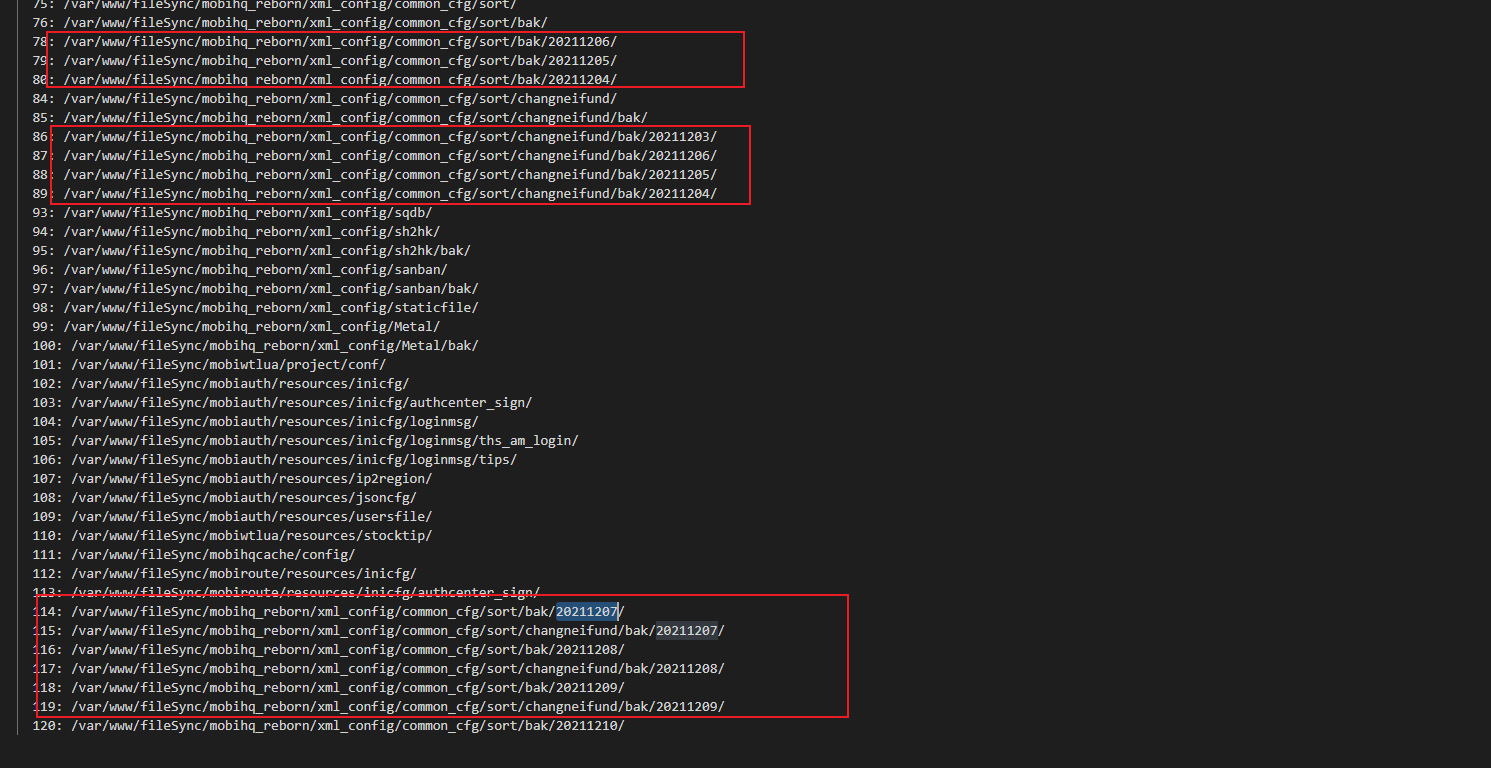 75: /var/www/fileSync/mobihq_reborn/xml_config/common_cfg/sort/
76: /var/www/fileSync/mobihq_reborn/xml_config/common_cfg/sort/bak/
78: /var/www/fileSync/mobihq_reborn/xml_config/common_cfg/sort/bak/20211206/
79: /var/www/fileSync/mobihq_reborn/xml_config/common_cfg/sort/bak/20211205/
80: /var/www/fileSync/mobihq_reborn/xml_config/common_cfg/sort/bak/20211204/
84: /var/www/fileSync/mobihq_reborn/xml_config/common_cfg/sort/changneifund/
85: /var/www/fileSync/mobihq_reborn/xml_config/common_cfg/sort/changneifund/bak/
86: /var/www/fileSync/mobihq_reborn/xml_config/common_cfg/sort/changneifund/bak/20211203/
87: /var/www/fileSync/mobihq_reborn/xml_config/common_cfg/sort/changneifund/bak/20211206/
88: /var/www/fileSync/mobihq_reborn/xml_config/common_cfg/sort/changneifund/bak/20211205/
89: /var/www/fileSync/mobihq_reborn/xml_config/common_cfg/sort/changneifund/bak/20211204/
93: /var/www/fileSync/mobihq_reborn/xml_config/sqdb/
94: /var/www/fileSync/mobihq_reborn/xml_config/sh2hk/
95: /var/www/fileSync/mobihq_reborn/xml_config/sh2hk/bak/
96: /var/www/fileSync/mobihq_reborn/xml_config/sanban/
97: /var/www/fileSync/mobihq_reborn/xml_config/sanban/bak/
98: /var/www/fileSync/mobihq_reborn/xml_config/staticfile/
99: /var/www/fileSync/mobihq_reborn/xml_config/Metal/
100: /var/www/fileSync/mobihq_reborn/xml_config/Metal/bak/
101: /var/www/fileSync/mobiwtlua/project/conf/
102: /var/www/fileSync/mobiauth/resources/inicfg/
103: /var/www/fileSync/mobiauth/resources/inicfg/authcenter_sign/
104: /var/www/fileSync/mobiauth/resources/inicfg/loginmsg/
105: /var/www/fileSync/mobiauth/resources/inicfg/loginmsg/ths_am_login/
106: /var/www/fileSync/mobiauth/resources/inicfg/loginmsg/tips/
107: /var/www/fileSync/mobiauth/resources/ip2region/
108: /var/www/fileSync/mobiauth/resources/jsoncfg/
109: /var/www/fileSync/mobiauth/resources/usersfile/
110: /var/www/fileSync/mobiwtlua/resources/stocktip/
111: /var/www/fileSync/mobihqcache/config/
112: /var/www/fileSync/mobiroute/resources/inicfg/
113: /var/www/fileSync/mobiroute/resources/inicfg/authcenter_sign/
114: /var/www/fileSync/mobihq_reborn/xml_config/common_cfg/sort/bak/20211207/
115: /var/www/fileSync/mobihq_reborn/xml_config/common_cfg/sort/changneifund/bak/20211207/
116: /var/www/fileSync/mobihq_reborn/xml_config/common_cfg/sort/bak/20211208/
117: /var/www/fileSync/mobihq_reborn/xml_config/common_cfg/sort/changneifund/bak/20211208/
118: /var/www/fileSync/mobihq_reborn/xml_config/common_cfg/sort/bak/20211209/
119: /var/www/fileSync/mobihq_reborn/xml_config/common_cfg/sort/changneifund/bak/20211209/
120: /var/www/fileSync/mobihq_reborn/xml_config/common_cfg/sort/bak/20211210/